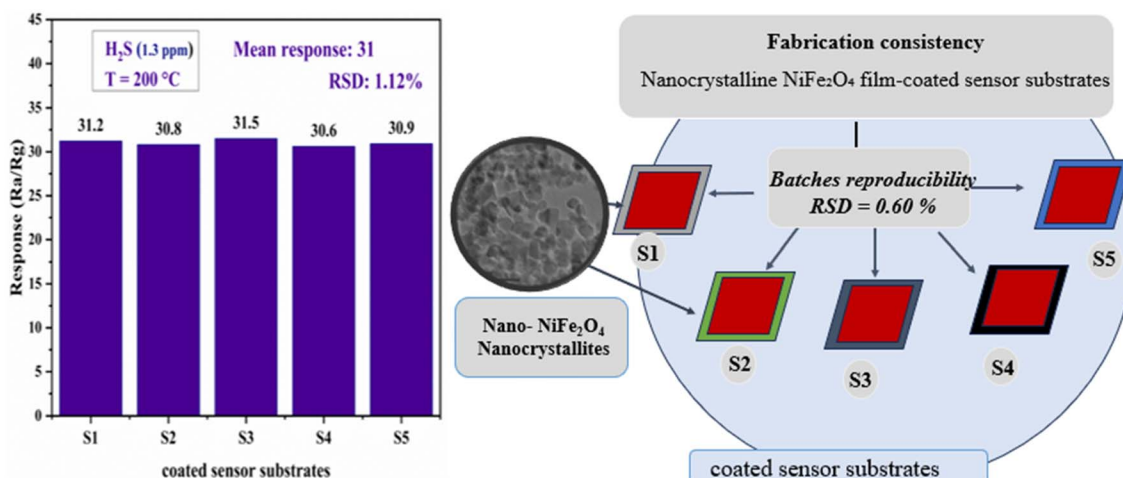 H₂S (1.3 ppm)
T = 200 °C
Mean response: 31
RSD: 1.12%
Response (Ra/Rg)
45
40
35
30
25
20
15
10
5
0
31.2
30.8
31.5
30.6
30.9
S1
S2
S3
S4
S5
coated sensor substrates
Fabrication consistency
Nanocrystalline NiFe₂O₄ film-coated sensor substrates
Batches reproducibility
RSD = 0.60 %
S1
S2
S3
S4
S5
Nano- NiFe₂O₄
Nanocrystallites
coated sensor substrates